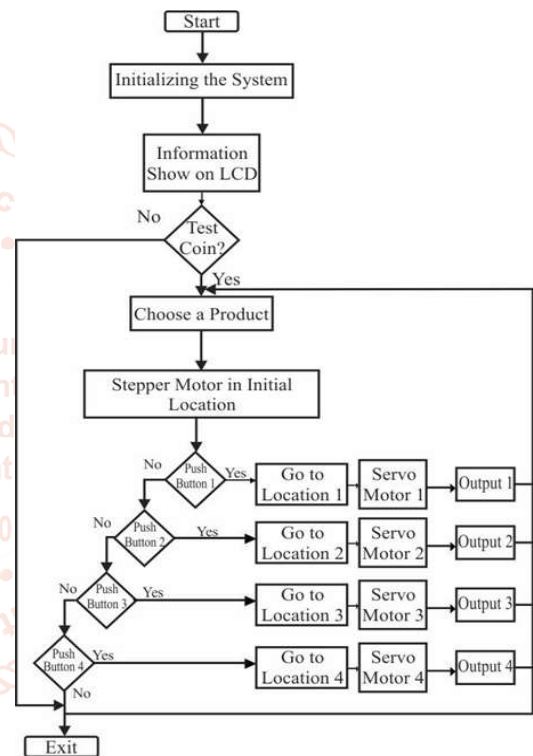 Start
Initializing the System
Information
Show on LCD
No
Test
Coin?
Yes
Choose a Product
Stepper Motor in Initial
Location
No
Push
Button 1
Yes
Go to
Location 1
Servo
Motor 1
Output 1
No
Push
Button 2
Yes
Go to
Location 2
Servo
Motor 2
Output 2
No
Push
Button 3
Yes
Go to
Location 3
Servo
Motor 3
Output 3
Push
Button 4
Yes
Go to
Location 4
Servo
Motor 4
Output 4
No
Exit